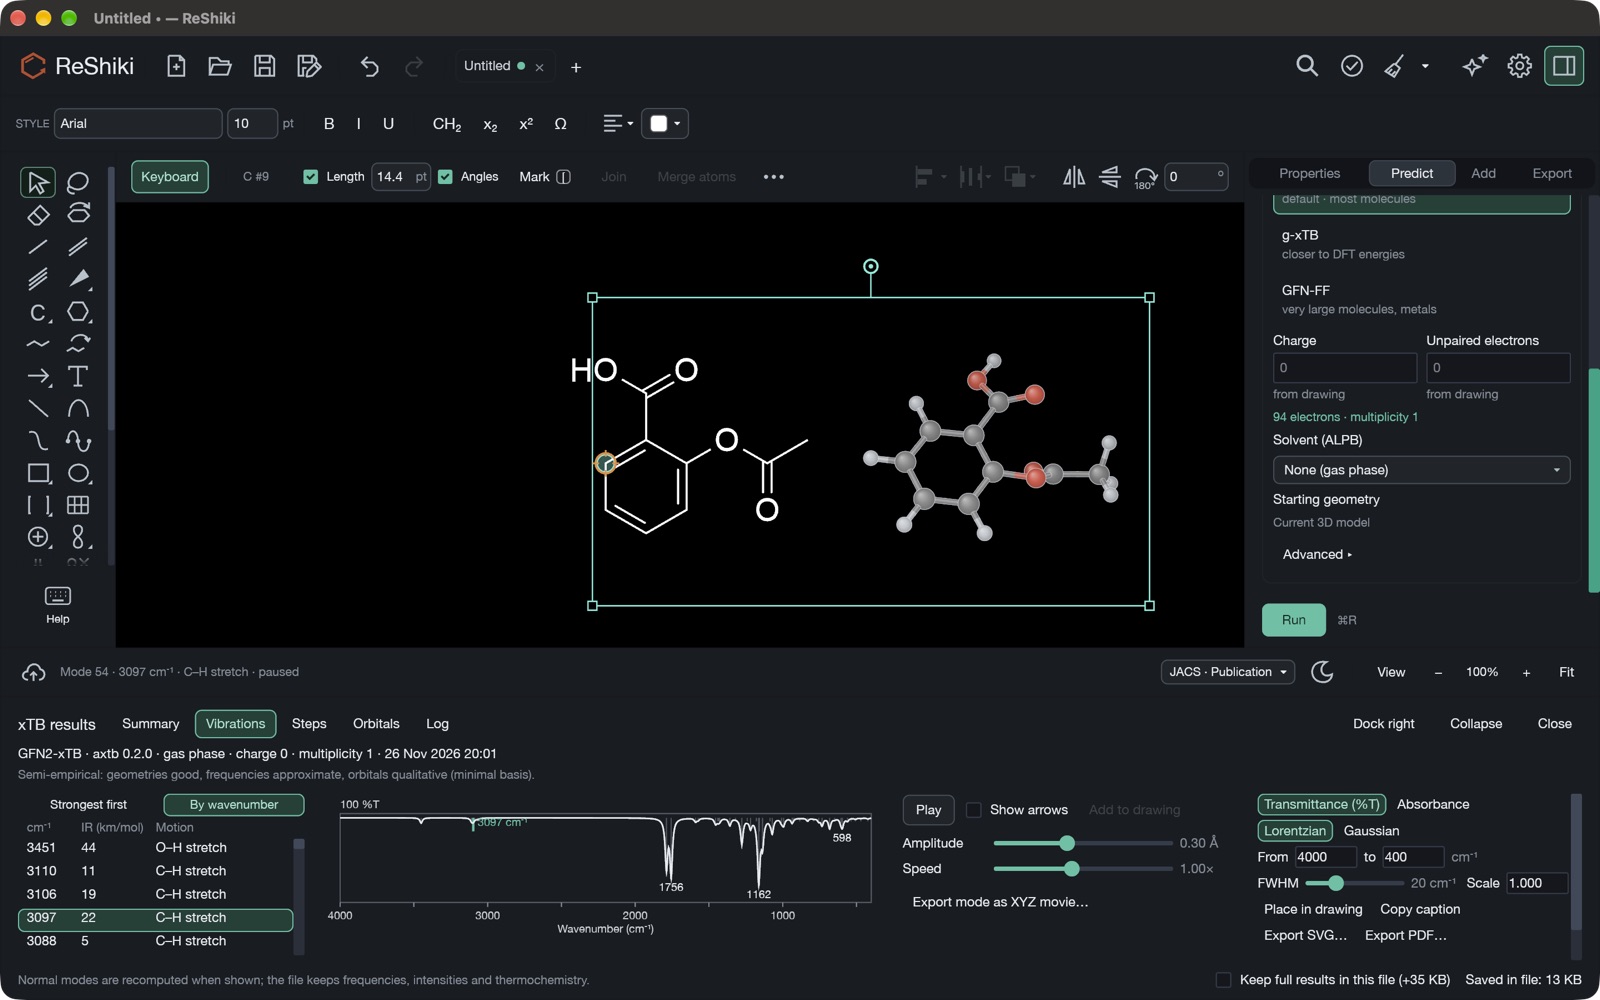 Untitled • — ReShiki
ReShiki
Untitled
STYLE Arial 10 pt B I U CH₂ x₂ x² Ω
Keyboard C #9 Length 14.4 pt Angles Mark Join Merge atoms ••• 180° 0 °
Properties Predict Add Export
default · most molecules
g-xTB
closer to DFT energies
GFN-FF
very large molecules, metals
Charge Unpaired electrons
0 0
from drawing from drawing
94 electrons · multiplicity 1
Solvent (ALPB)
None (gas phase)
Starting geometry
Current 3D model
Advanced
Run ⌘R
C
T
Help
HO O
O
O
Mode 54 · 3097 cm⁻¹ · C–H stretch · paused
JACS · Publication View − 100% + Fit
xTB results Summary Vibrations Steps Orbitals Log Dock right Collapse Close
GFN2-xTB · axtb 0.2.0 · gas phase · charge 0 · multiplicity 1 · 26 Nov 2026 20:01
Semi-empirical: geometries good, frequencies approximate, orbitals qualitative (minimal basis).
Strongest first By wavenumber
cm⁻¹ IR (km/mol) Motion
3451 44 O–H stretch
3110 11 C–H stretch
3106 19 C–H stretch
3097 22 C–H stretch
3088 5 C–H stretch
100 %T
3097 cm⁻¹
598
1756
1162
4000 3000 2000 1000
Wavenumber (cm⁻¹)
Play Show arrows Add to drawing
Amplitude 0.30 Å
Speed 1.00×
Export mode as XYZ movie…
Transmittance (%T) Absorbance
Lorentzian Gaussian
From 4000 to 400 cm⁻¹
FWHM 20 cm⁻¹ Scale 1.000
Place in drawing Copy caption
Export SVG… Export PDF…
Normal modes are recomputed when shown; the file keeps frequencies, intensities and thermochemistry.
Keep full results in this file (+35 KB) Saved in file: 13 KB